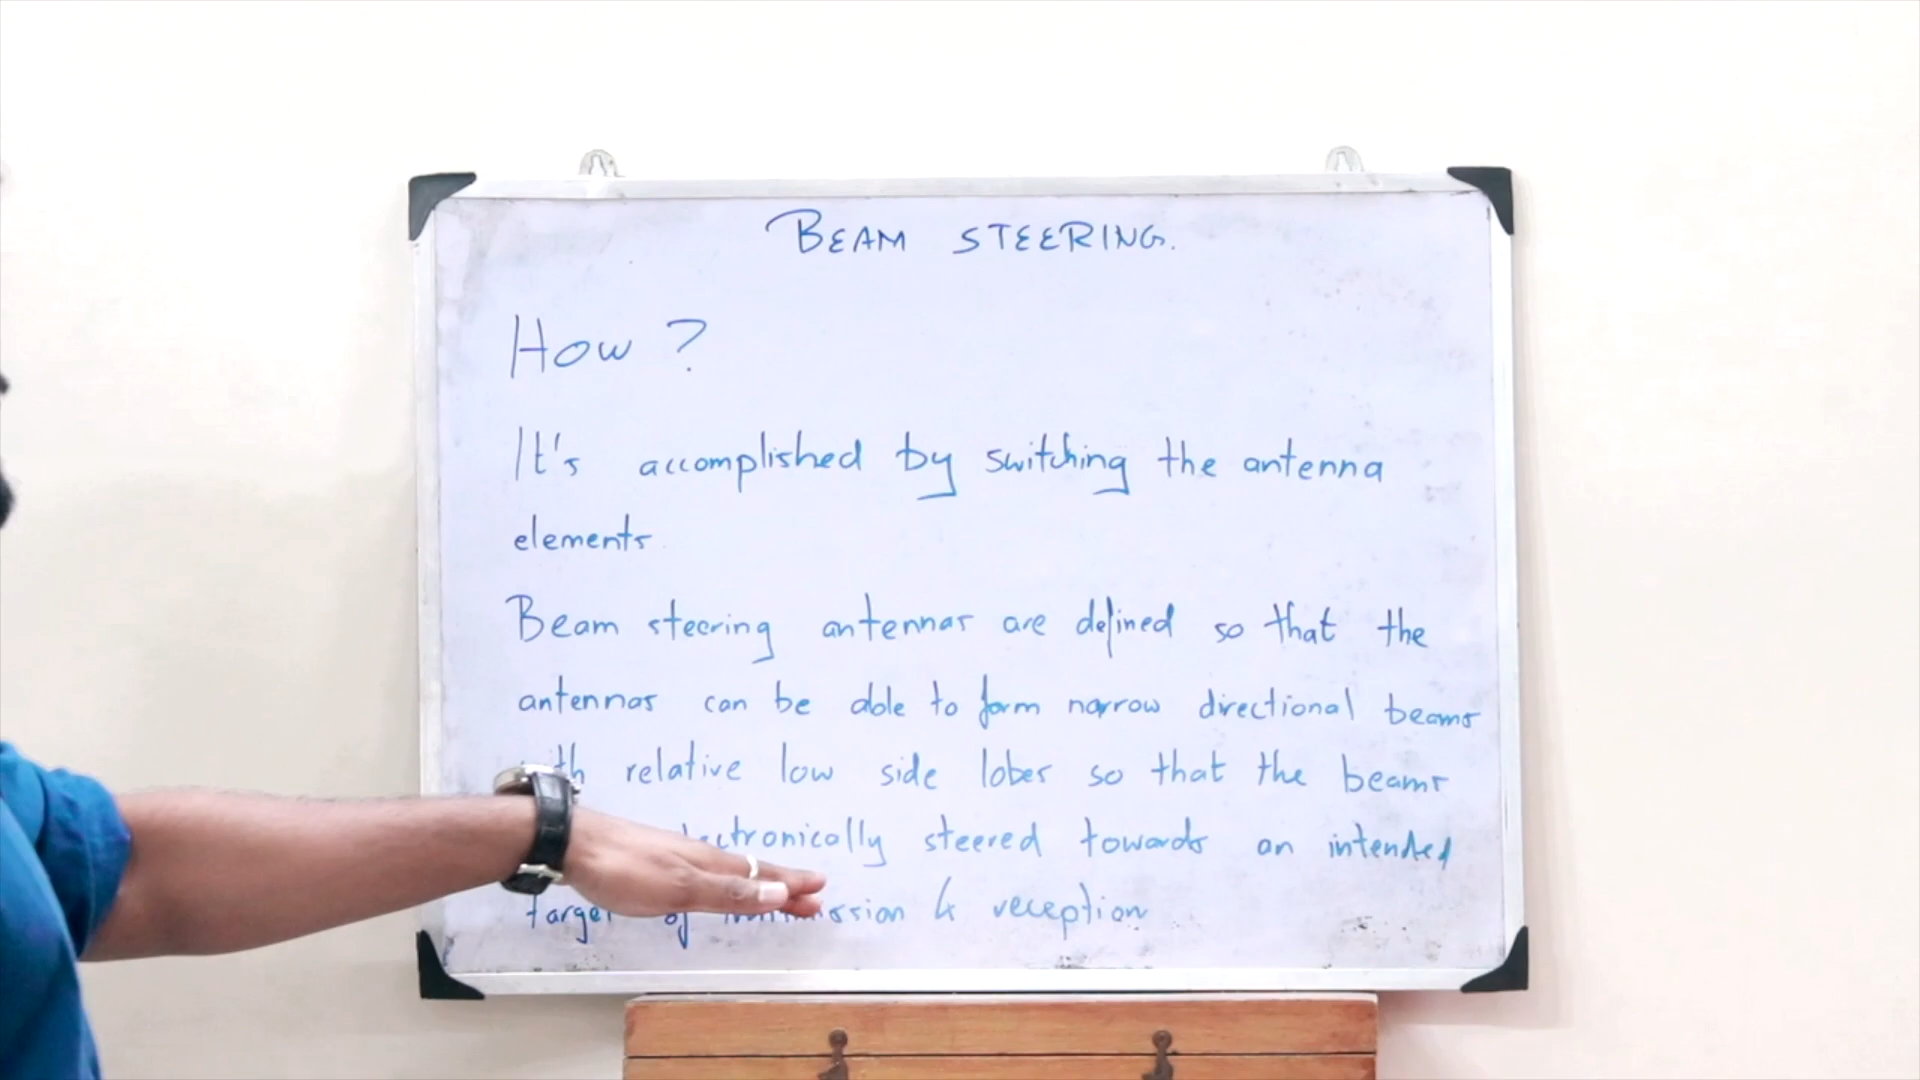 BEAM STEERING.
How ?
It's accomplished by switching the antenna
elements
Beam steering antennas are defined so that the
antennas can be able to form narrow directional beams
relative low side lobes so that the beams
steered towards an intended
target of & reception